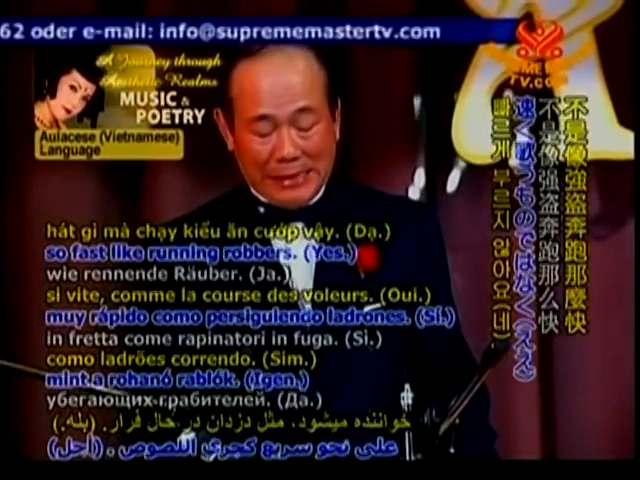 62 oder e-mail: info@suprememastertv.com
TV.COM
A Journey through
Aesthetic Realms
MUSIC &
POETRY
Aulacese (Vietnamese)
Language
hát gì mà chạy kiểu ăn cướp vậy. (Dạ.)
so fast like running robbers. (Yes.)
wie rennende Räuber. (Ja.)
si vite, comme la course des voleurs. (Oui.)
muy rápido como persiguiendo ladrones. (Sí.)
in fretta come rapinatori in fuga. (Sì.)
como ladrões correndo. (Sim.)
mint a rohanó rablók. (Igen.)
убегающих грабителей. (Да.)
خواننده میشود. مثل دزدان در حال فرار. (بله.)
على نحو سريع كجري اللصوص . (أجل)
不是像強盜奔跑那麼快
不是像强盗奔跑那么快
速く歌うものではなく(ええ)
빠르게 부르지 않아요(네)